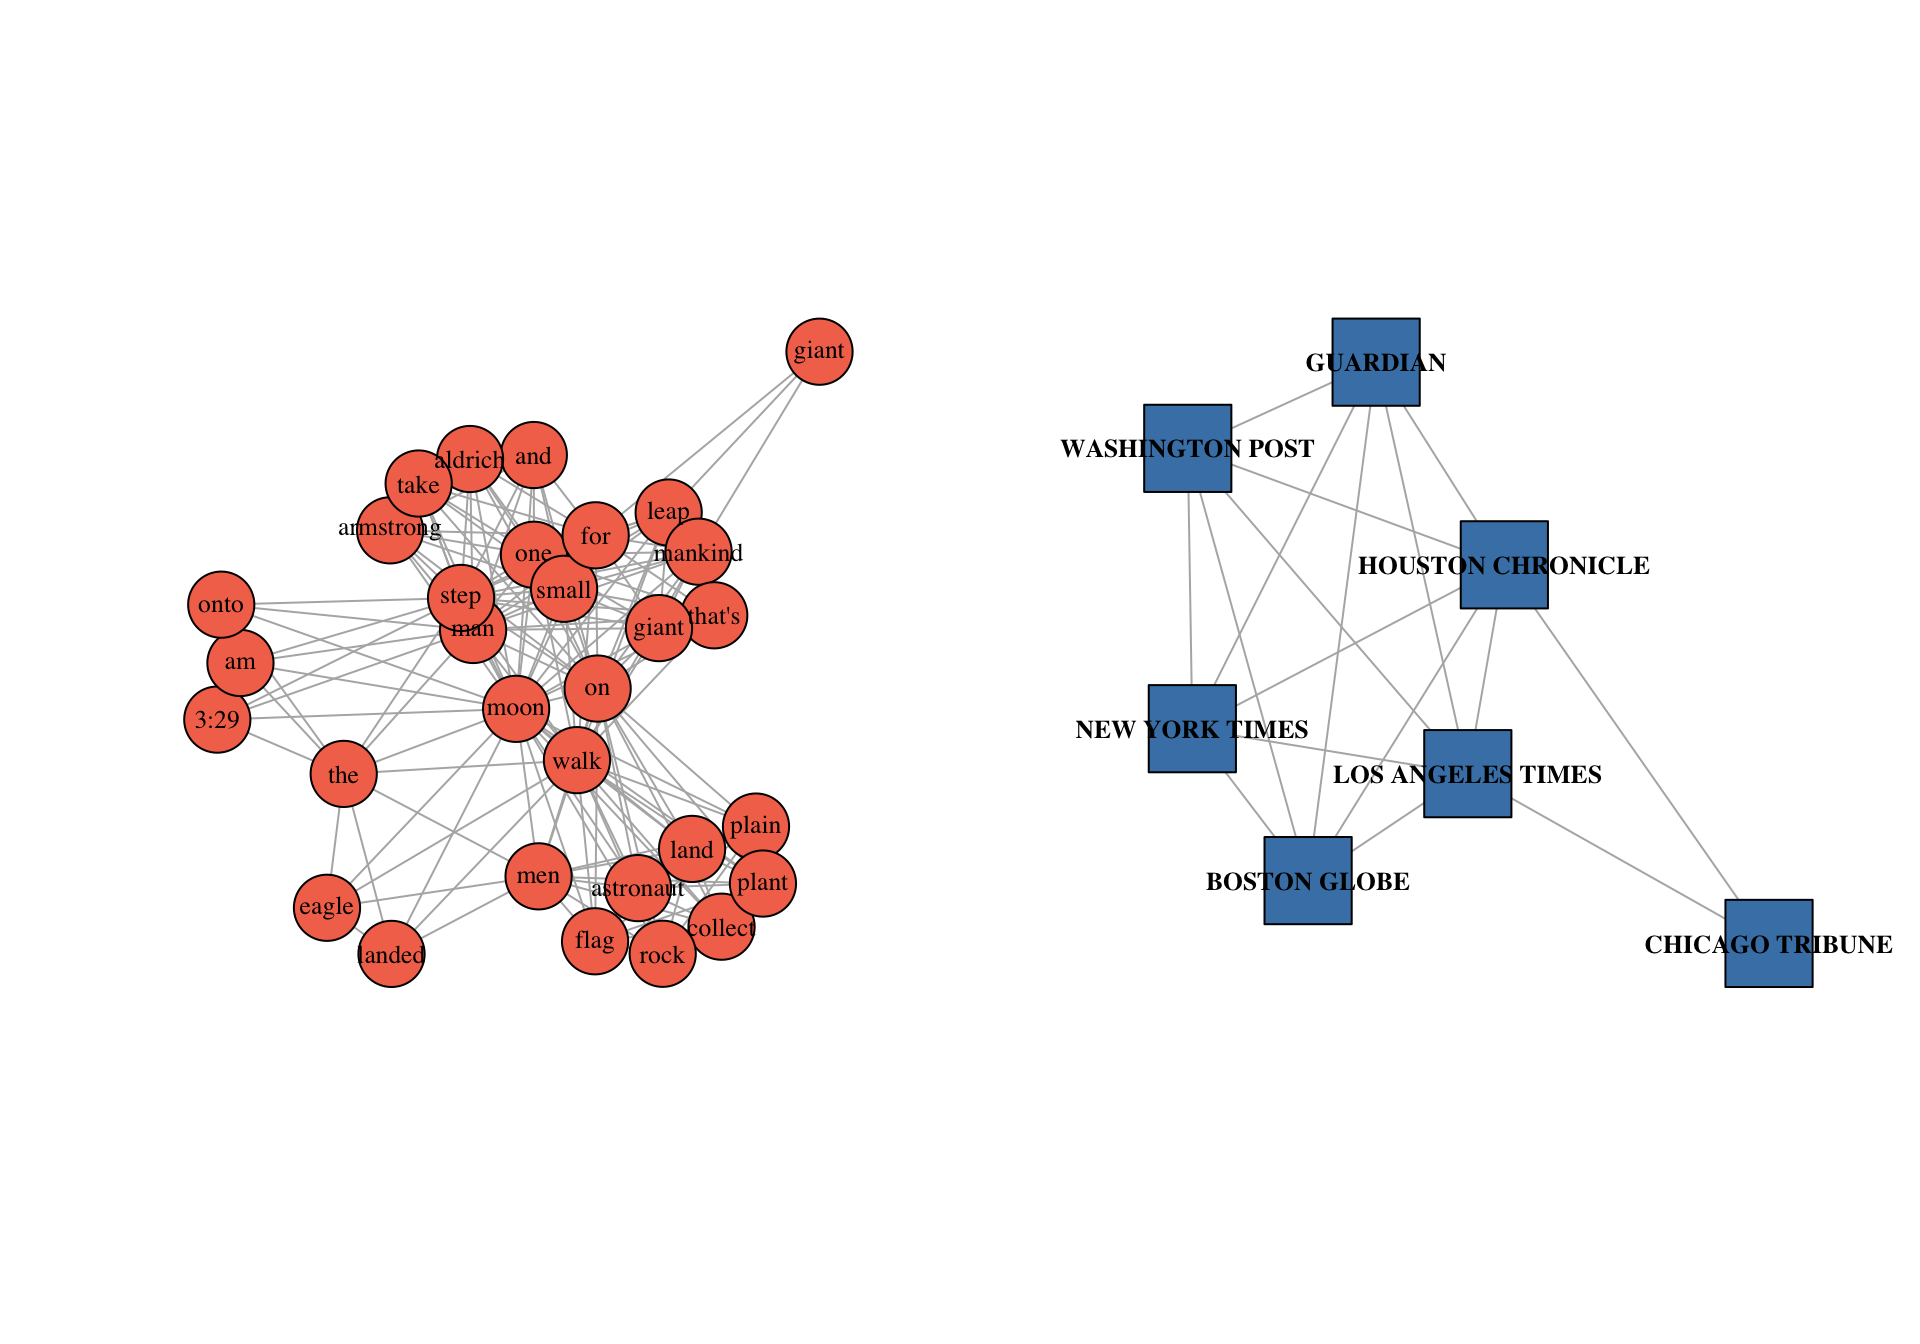 giant
aldrich
and
take
armstrong
leap
for
one
mankind
small
step
onto
that's
giant
man
am
on
moon
3:29
walk
the
plain
land
men
astronaut
plant
eagle
collect
flag
landed
rock
GUARDIAN
WASHINGTON POST
HOUSTON CHRONICLE
NEW YORK TIMES
LOS ANGELES TIMES
BOSTON GLOBE
CHICAGO TRIBUNE